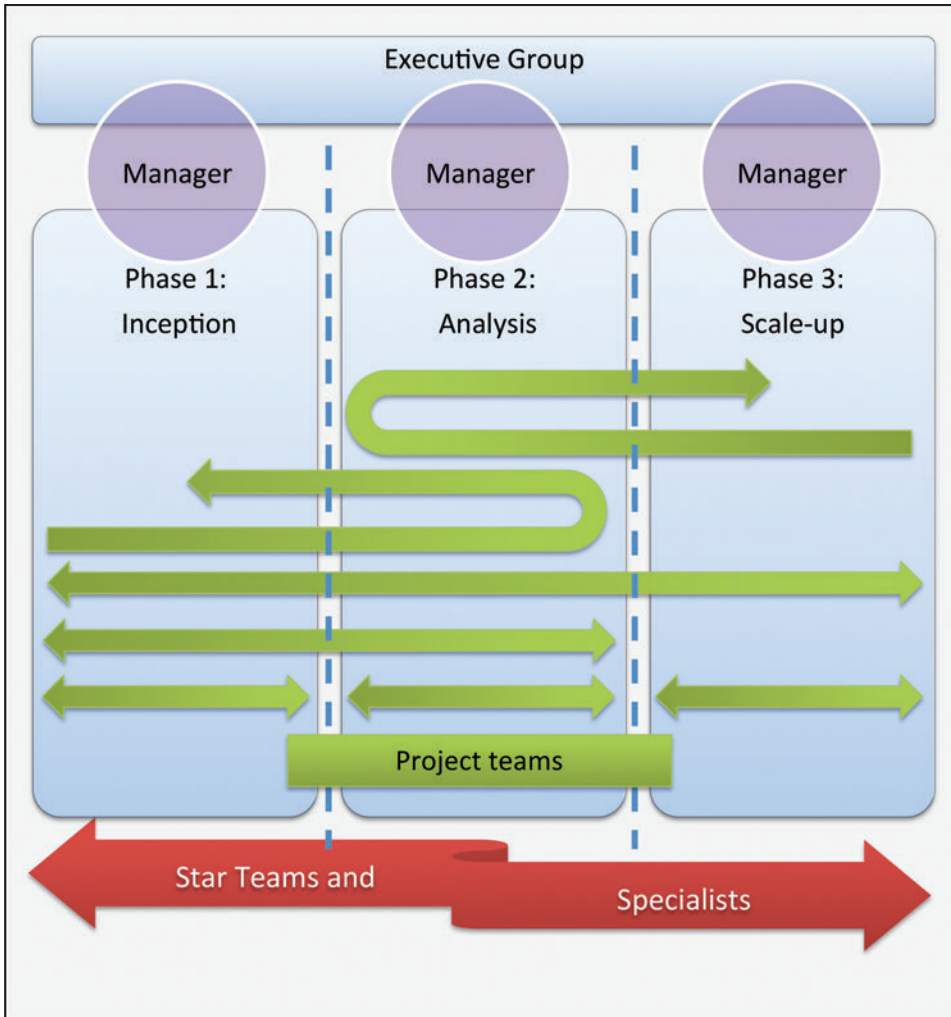 Executive Group
Manager
Manager
Manager
Phase 1:
Inception
Phase 2:
Analysis
Phase 3:
Scale-up
Project teams
Star Teams and
Specialists